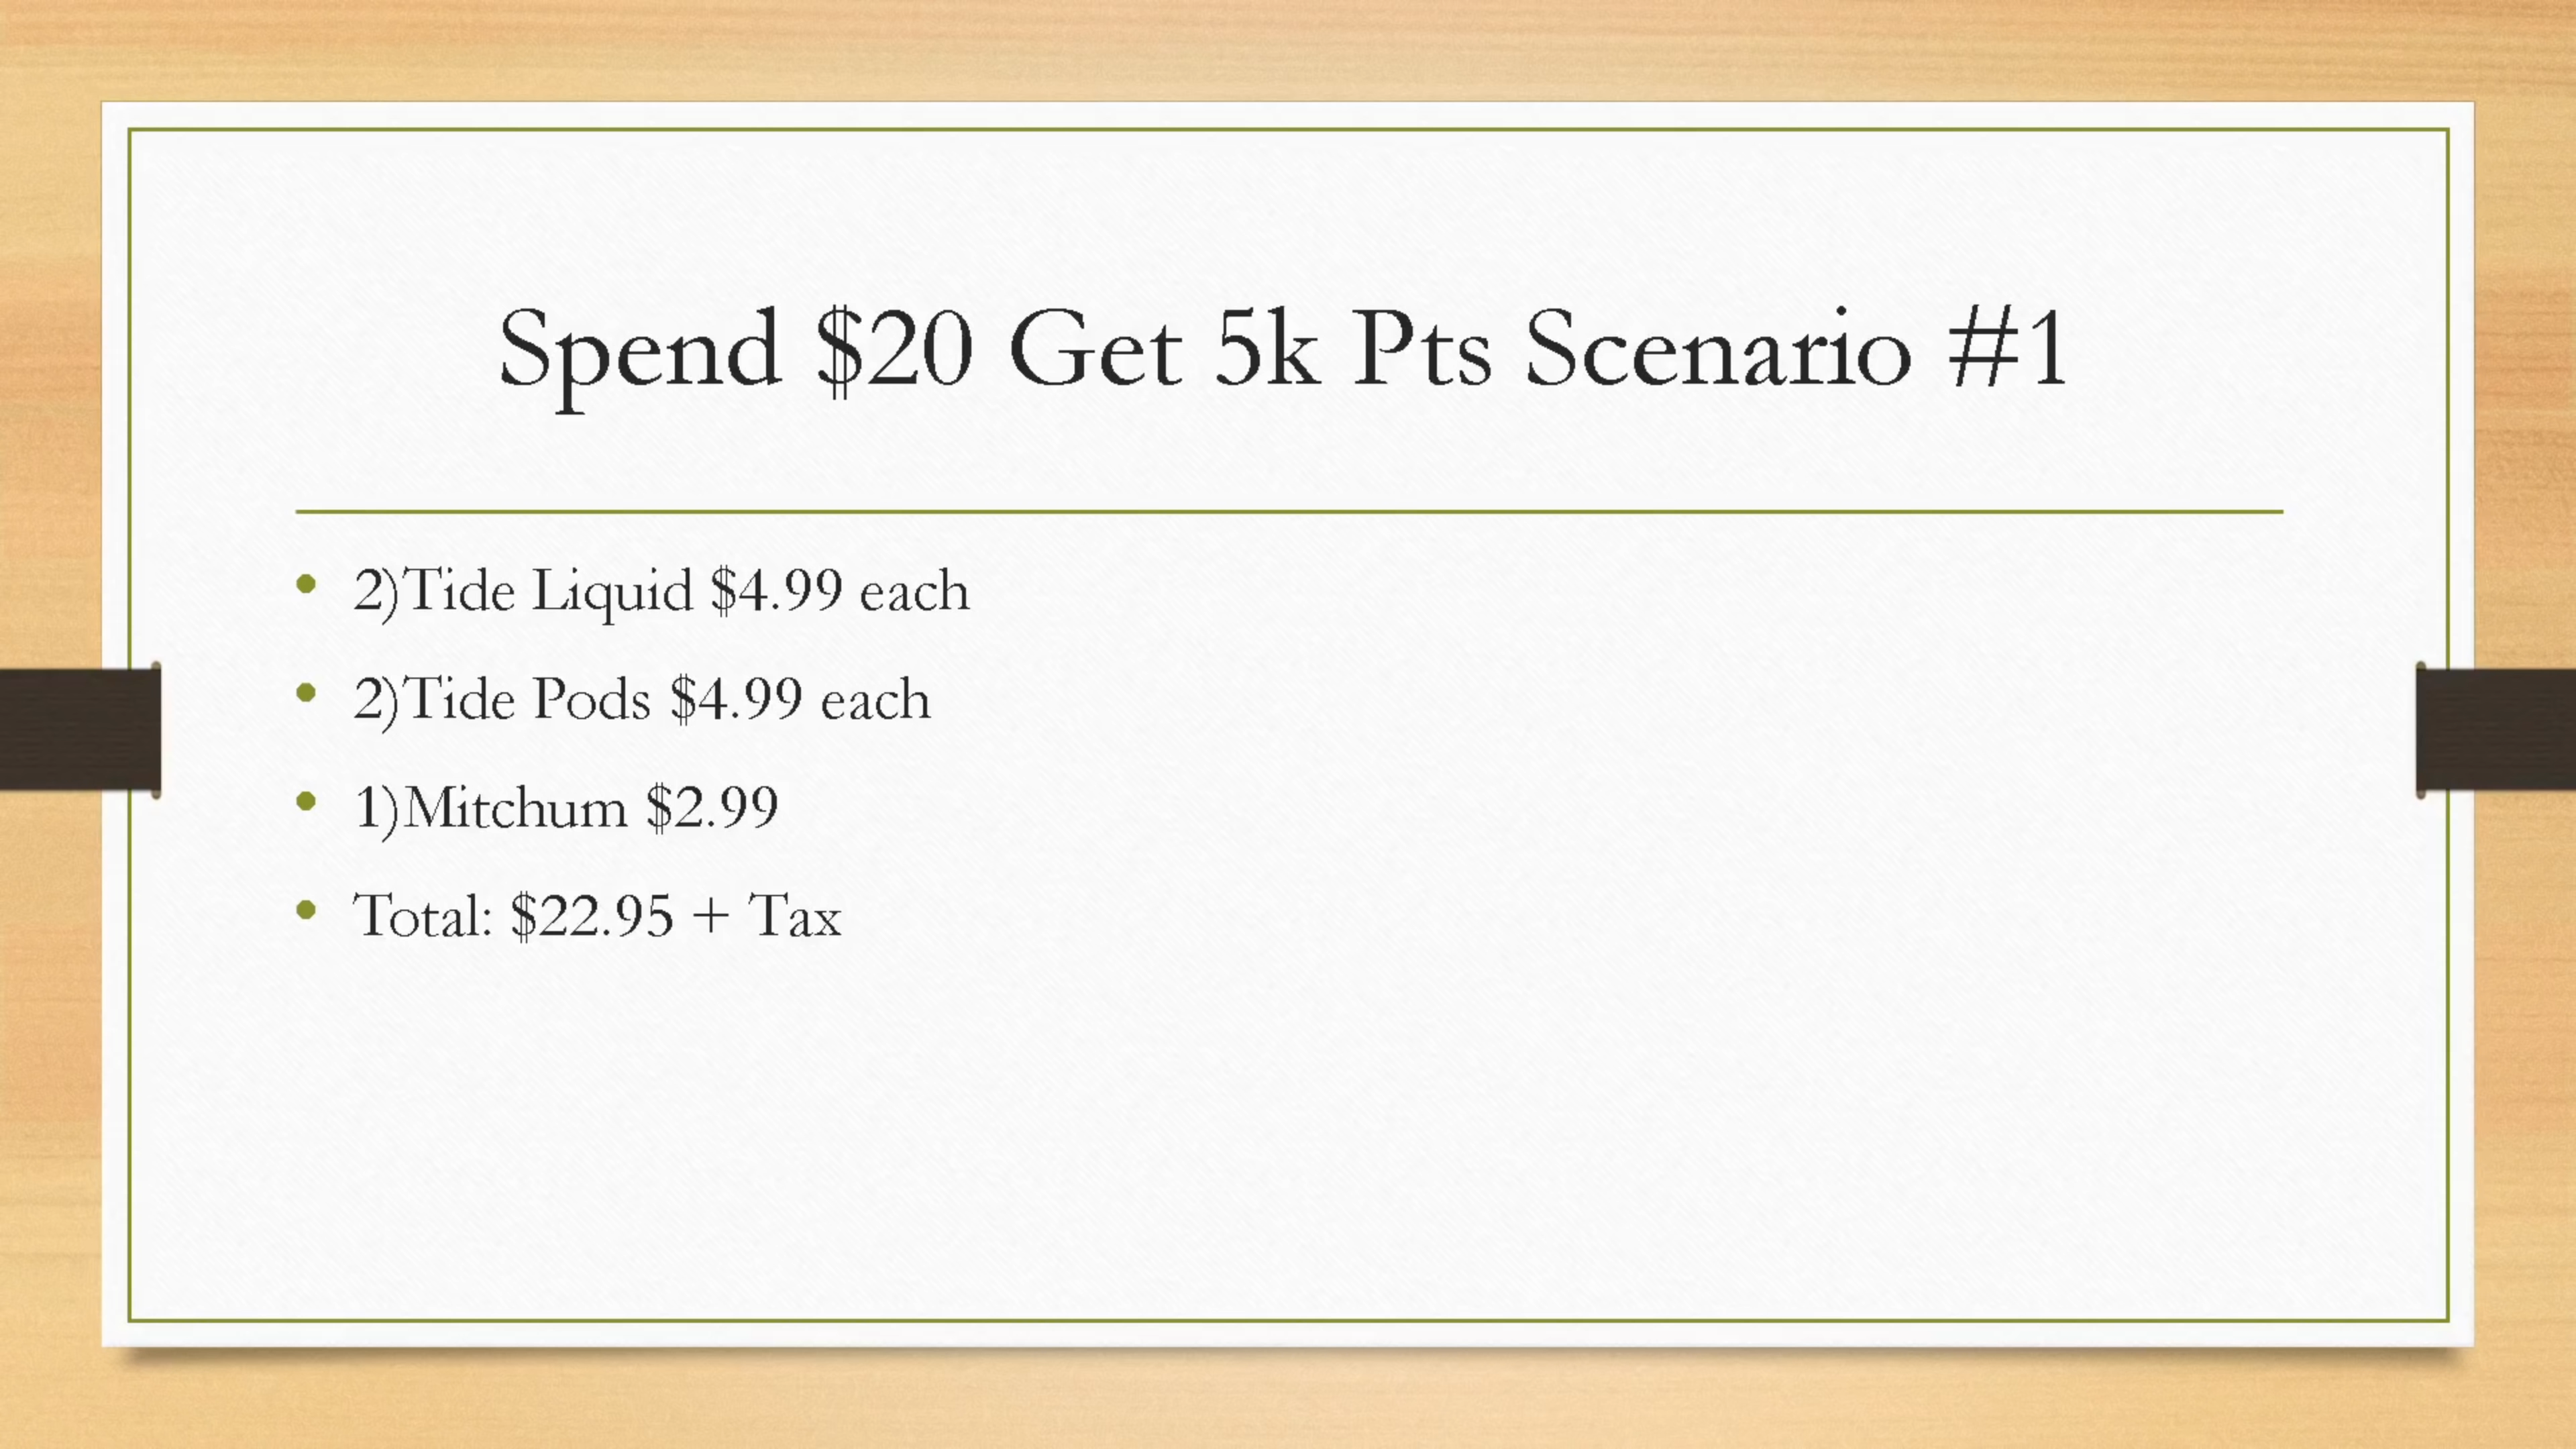 Spend $20 Get 5k Pts Scenario #1
2)Tide Liquid $4.99 each
2)Tide Pods $4.99 each
1)Mitchum $2.99
Total: $22.95 + Tax